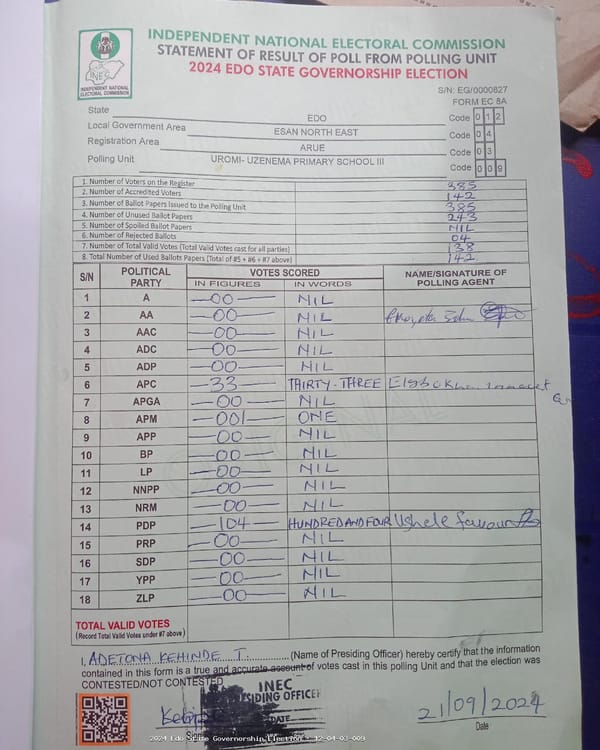 INDEPENDENT NATIONAL ELECTORAL COMMISSION
STATEMENT OF RESULT OF POLL FROM POLLING UNIT
2024 EDO STATE GOVERNORSHIP ELECTION
INEC
INDEPENDENT NATIONAL
ELECTORAL COMMISSION
S/N: EG/0000827
FORM EC 8A
State EDO Code 0 1 2
Local Government Area ESAN NORTH EAST Code 0 4
Registration Area ARUE Code 0 3
Polling Unit UROMI- UZENEMA PRIMARY SCHOOL III Code 0 0 9
1. Number of Voters on the Register 385
2. Number of Accredited Voters 142
3. Number of Ballot Papers Issued to the Polling Unit 385
4. Number of Unused Ballot Papers 243
5. Number of Spoiled Ballot Papers NIL
6. Number of Rejected Ballots 04
7. Number of Total Valid Votes (Total Valid Votes cast for all parties) 138
8. Total Number of Used Ballots Papers (Total of #5 + #6 + #7 above) 142
S/N POLITICAL PARTY VOTES SCORED NAME/SIGNATURE OF POLLING AGENT
IN FIGURES IN WORDS
1 A 00 NIL
2 AA 00 NIL
3 AAC 00 NIL
4 ADC 00 NIL
5 ADP 00 NIL
6 APC 33 THIRTY-THREE
7 APGA 00 NIL
8 APM 001 ONE
9 APP 00 NIL
10 BP 00 NIL
11 LP 00 NIL
12 NNPP 00 NIL
13 NRM 00 NIL
14 PDP 104 HUNDRED AND FOUR Ughele favour
15 PRP 00 NIL
16 SDP 00 NIL
17 YPP 00 NIL
18 ZLP 00 NIL
TOTAL VALID VOTES
(Record Total Valid Votes under #7 above)
I, ADETONA KEHINDE T. (Name of Presiding Officer) hereby certify that the information
contained in this form is a true and accurate account of votes cast in this polling Unit and that the election was
CONTESTED/NOT CONTESTED
INEC
PRESIDING OFFICER
DATE
21/09/2024
Date
2024 Edo State Governorship Election - 12-04-03-009